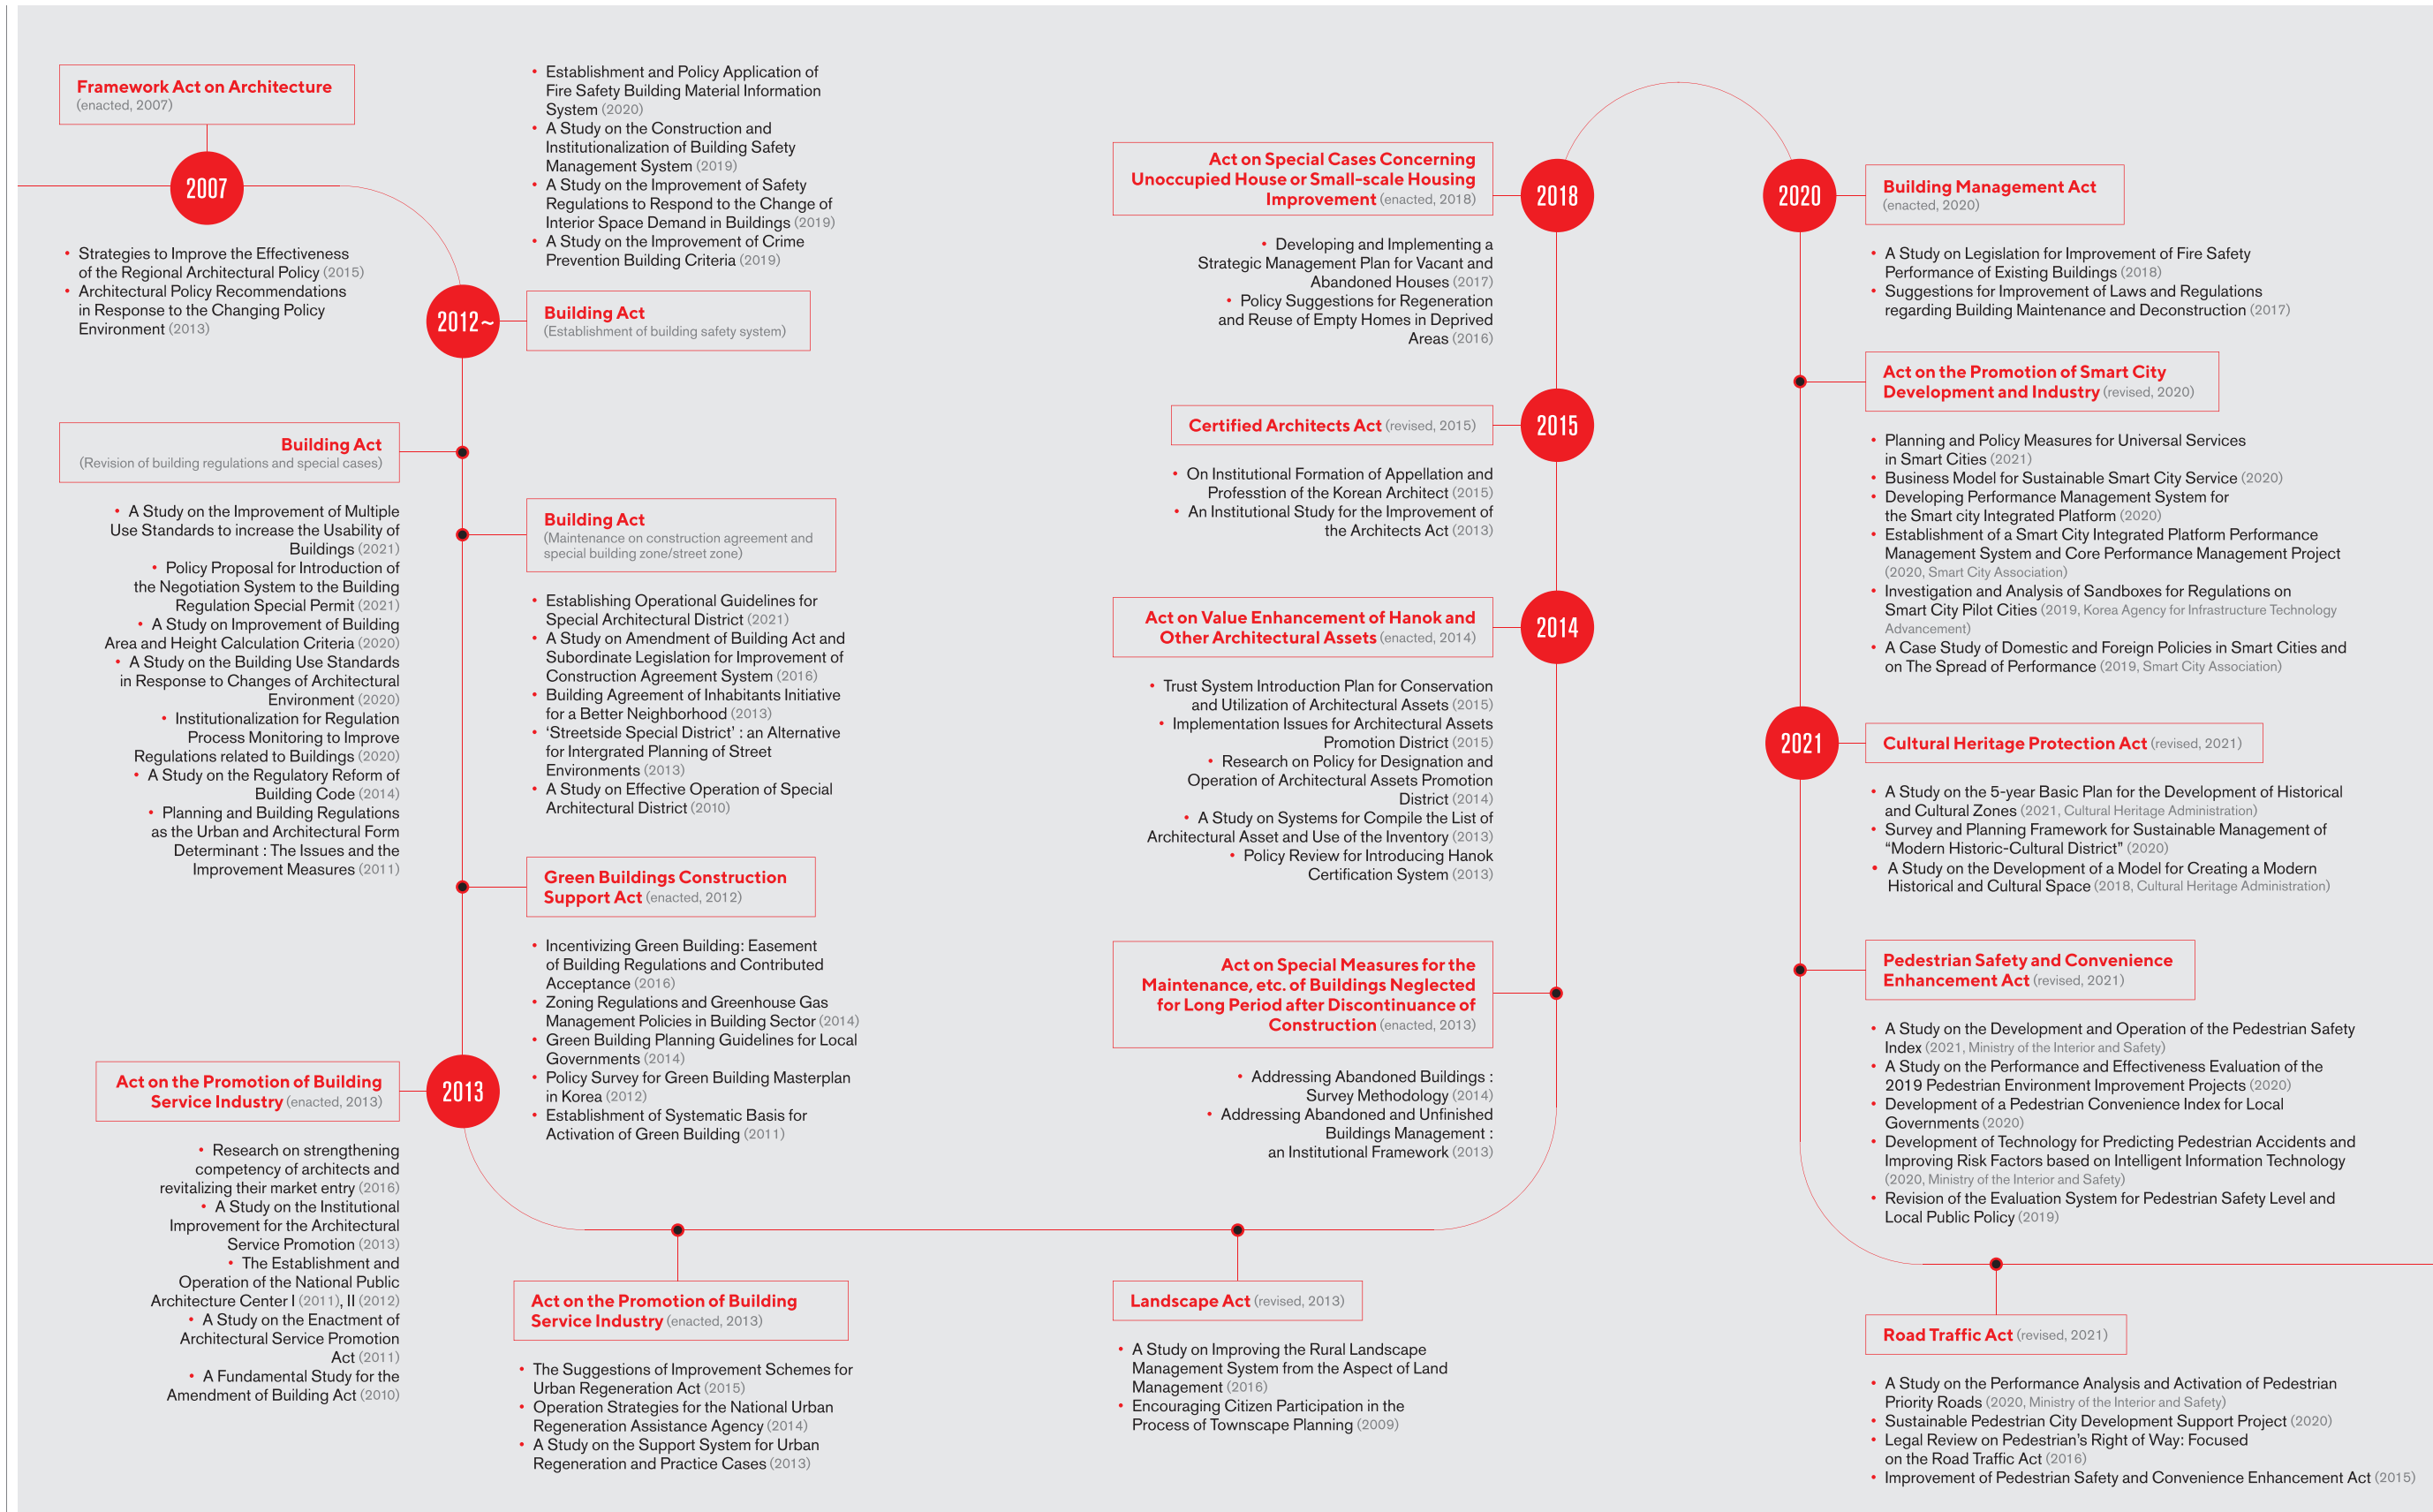 Framework Act on Architecture
(enacted, 2007)
2007
• Strategies to Improve the Effectiveness
of the Regional Architectural Policy (2015)
• Architectural Policy Recommendations
in Response to the Changing Policy
Environment (2013)
• Establishment and Policy Application of
Fire Safety Building Material Information
System (2020)
• A Study on the Construction and
Institutionalization of Building Safety
Management System (2019)
• A Study on the Improvement of Safety
Regulations to Respond to the Change of
Interior Space Demand in Buildings (2019)
• A Study on the Improvement of Crime
Prevention Building Criteria (2019)
2012~
Building Act
(Establishment of building safety system)
Building Act
(Revision of building regulations and special cases)
• A Study on the Improvement of Multiple
Use Standards to increase the Usability of
Buildings (2021)
• Policy Proposal for Introduction of
the Negotiation System to the Building
Regulation Special Permit (2021)
• A Study on Improvement of Building
Area and Height Calculation Criteria (2020)
• A Study on the Building Use Standards
in Response to Changes of Architectural
Environment (2020)
• Institutionalization for Regulation
Process Monitoring to Improve
Regulations related to Buildings (2020)
• A Study on the Regulatory Reform of
Building Code (2014)
• Planning and Building Regulations
as the Urban and Architectural Form
Determinant : The Issues and the
Improvement Measures (2011)
Building Act
(Maintenance on construction agreement and
special building zone/street zone)
• Establishing Operational Guidelines for
Special Architectural District (2021)
• A Study on Amendment of Building Act and
Subordinate Legislation for Improvement of
Construction Agreement System (2016)
• Building Agreement of Inhabitants Initiative
for a Better Neighborhood (2013)
• ‘Streetside Special District’ : an Alternative
for Intergrated Planning of Street
Environments (2013)
• A Study on Effective Operation of Special
Architectural District (2010)
Green Buildings Construction
Support Act (enacted, 2012)
• Incentivizing Green Building: Easement
of Building Regulations and Contributed
Acceptance (2016)
• Zoning Regulations and Greenhouse Gas
Management Policies in Building Sector (2014)
• Green Building Planning Guidelines for Local
Governments (2014)
• Policy Survey for Green Building Masterplan
in Korea (2012)
• Establishment of Systematic Basis for
Activation of Green Building (2011)
Act on the Promotion of Building
Service Industry (enacted, 2013)
2013
• Research on strengthening
competency of architects and
revitalizing their market entry (2016)
• A Study on the Institutional
Improvement for the Architectural
Service Promotion (2013)
• The Establishment and
Operation of the National Public
Architecture Center I (2011), II (2012)
• A Study on the Enactment of
Architectural Service Promotion
Act (2011)
• A Fundamental Study for the
Amendment of Building Act (2010)
Act on the Promotion of Building
Service Industry (enacted, 2013)
• The Suggestions of Improvement Schemes for
Urban Regeneration Act (2015)
• Operation Strategies for the National Urban
Regeneration Assistance Agency (2014)
• A Study on the Support System for Urban
Regeneration and Practice Cases (2013)
Landscape Act (revised, 2013)
• A Study on Improving the Rural Landscape
Management System from the Aspect of Land
Management (2016)
• Encouraging Citizen Participation in the
Process of Townscape Planning (2009)
Act on Special Cases Concerning
Unoccupied House or Small-scale Housing
Improvement (enacted, 2018)
2018
• Developing and Implementing a
Strategic Management Plan for Vacant and
Abandoned Houses (2017)
• Policy Suggestions for Regeneration
and Reuse of Empty Homes in Deprived
Areas (2016)
Certified Architects Act (revised, 2015)
2015
• On Institutional Formation of Appellation and
Professtion of the Korean Architect (2015)
• An Institutional Study for the Improvement of
the Architects Act (2013)
Act on Value Enhancement of Hanok and
Other Architectural Assets (enacted, 2014)
2014
• Trust System Introduction Plan for Conservation
and Utilization of Architectural Assets (2015)
• Implementation Issues for Architectural Assets
Promotion District (2015)
• Research on Policy for Designation and
Operation of Architectural Assets Promotion
District (2014)
• A Study on Systems for Compile the List of
Architectural Asset and Use of the Inventory (2013)
• Policy Review for Introducing Hanok
Certification System (2013)
Act on Special Measures for the
Maintenance, etc. of Buildings Neglected
for Long Period after Discontinuance of
Construction (enacted, 2013)
• Addressing Abandoned Buildings :
Survey Methodology (2014)
• Addressing Abandoned and Unfinished
Buildings Management :
an Institutional Framework (2013)
2020
Building Management Act
(enacted, 2020)
• A Study on Legislation for Improvement of Fire Safety
Performance of Existing Buildings (2018)
• Suggestions for Improvement of Laws and Regulations
regarding Building Maintenance and Deconstruction (2017)
Act on the Promotion of Smart City
Development and Industry (revised, 2020)
• Planning and Policy Measures for Universal Services
in Smart Cities (2021)
• Business Model for Sustainable Smart City Service (2020)
• Developing Performance Management System for
the Smart city Integrated Platform (2020)
• Establishment of a Smart City Integrated Platform Performance
Management System and Core Performance Management Project
(2020, Smart City Association)
• Investigation and Analysis of Sandboxes for Regulations on
Smart City Pilot Cities (2019, Korea Agency for Infrastructure Technology
Advancement)
• A Case Study of Domestic and Foreign Policies in Smart Cities and
on The Spread of Performance (2019, Smart City Association)
2021
Cultural Heritage Protection Act (revised, 2021)
• A Study on the 5-year Basic Plan for the Development of Historical
and Cultural Zones (2021, Cultural Heritage Administration)
• Survey and Planning Framework for Sustainable Management of
“Modern Historic-Cultural District” (2020)
• A Study on the Development of a Model for Creating a Modern
Historical and Cultural Space (2018, Cultural Heritage Administration)
Pedestrian Safety and Convenience
Enhancement Act (revised, 2021)
• A Study on the Development and Operation of the Pedestrian Safety
Index (2021, Ministry of the Interior and Safety)
• A Study on the Performance and Effectiveness Evaluation of the
2019 Pedestrian Environment Improvement Projects (2020)
• Development of a Pedestrian Convenience Index for Local
Governments (2020)
• Development of Technology for Predicting Pedestrian Accidents and
Improving Risk Factors based on Intelligent Information Technology
(2020, Ministry of the Interior and Safety)
• Revision of the Evaluation System for Pedestrian Safety Level and
Local Public Policy (2019)
Road Traffic Act (revised, 2021)
• A Study on the Performance Analysis and Activation of Pedestrian
Priority Roads (2020, Ministry of the Interior and Safety)
• Sustainable Pedestrian City Development Support Project (2020)
• Legal Review on Pedestrian’s Right of Way: Focused
on the Road Traffic Act (2016)
• Improvement of Pedestrian Safety and Convenience Enhancement Act (2015)